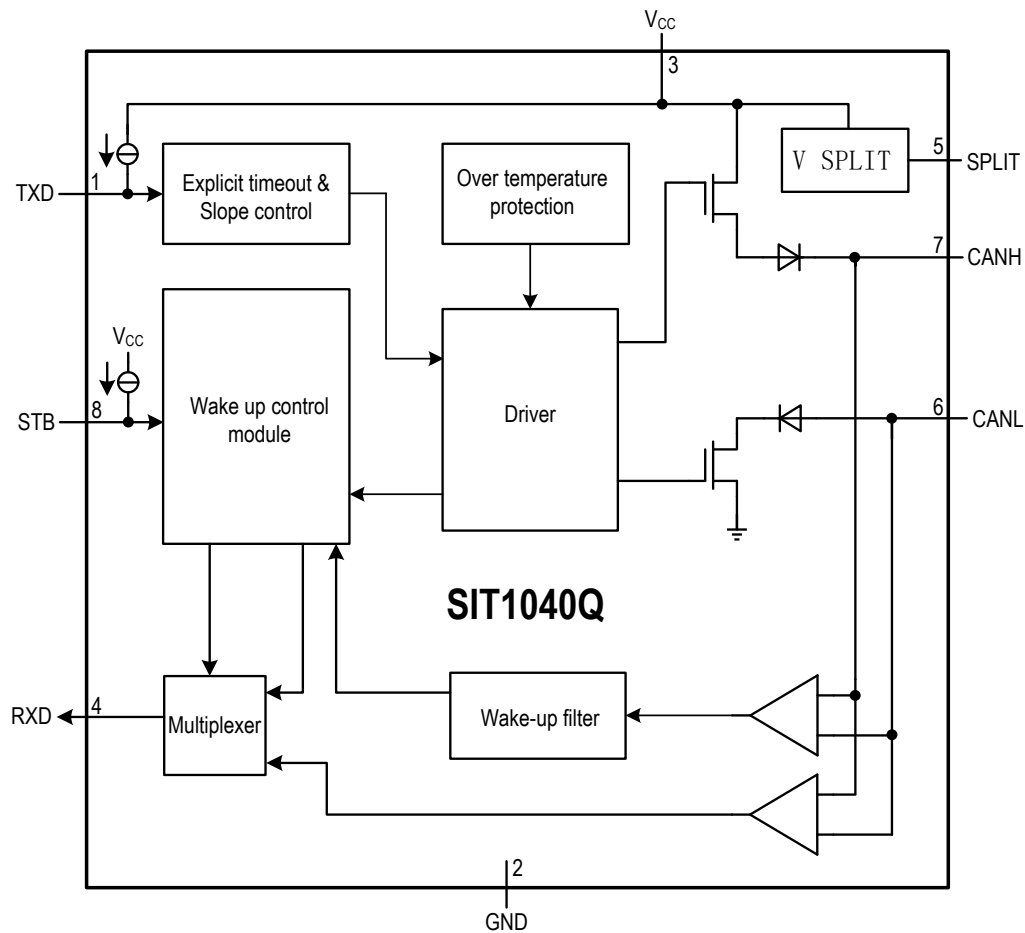 VCC
3
TXD
1
Explicit timeout &
Slope control
Over temperature
protection
V SPLIT
5
SPLIT
7
CANH
VCC
STB
8
Wake up control
module
Driver
6
CANL
SIT1040Q
RXD
4
Multiplexer
Wake-up filter
2
GND